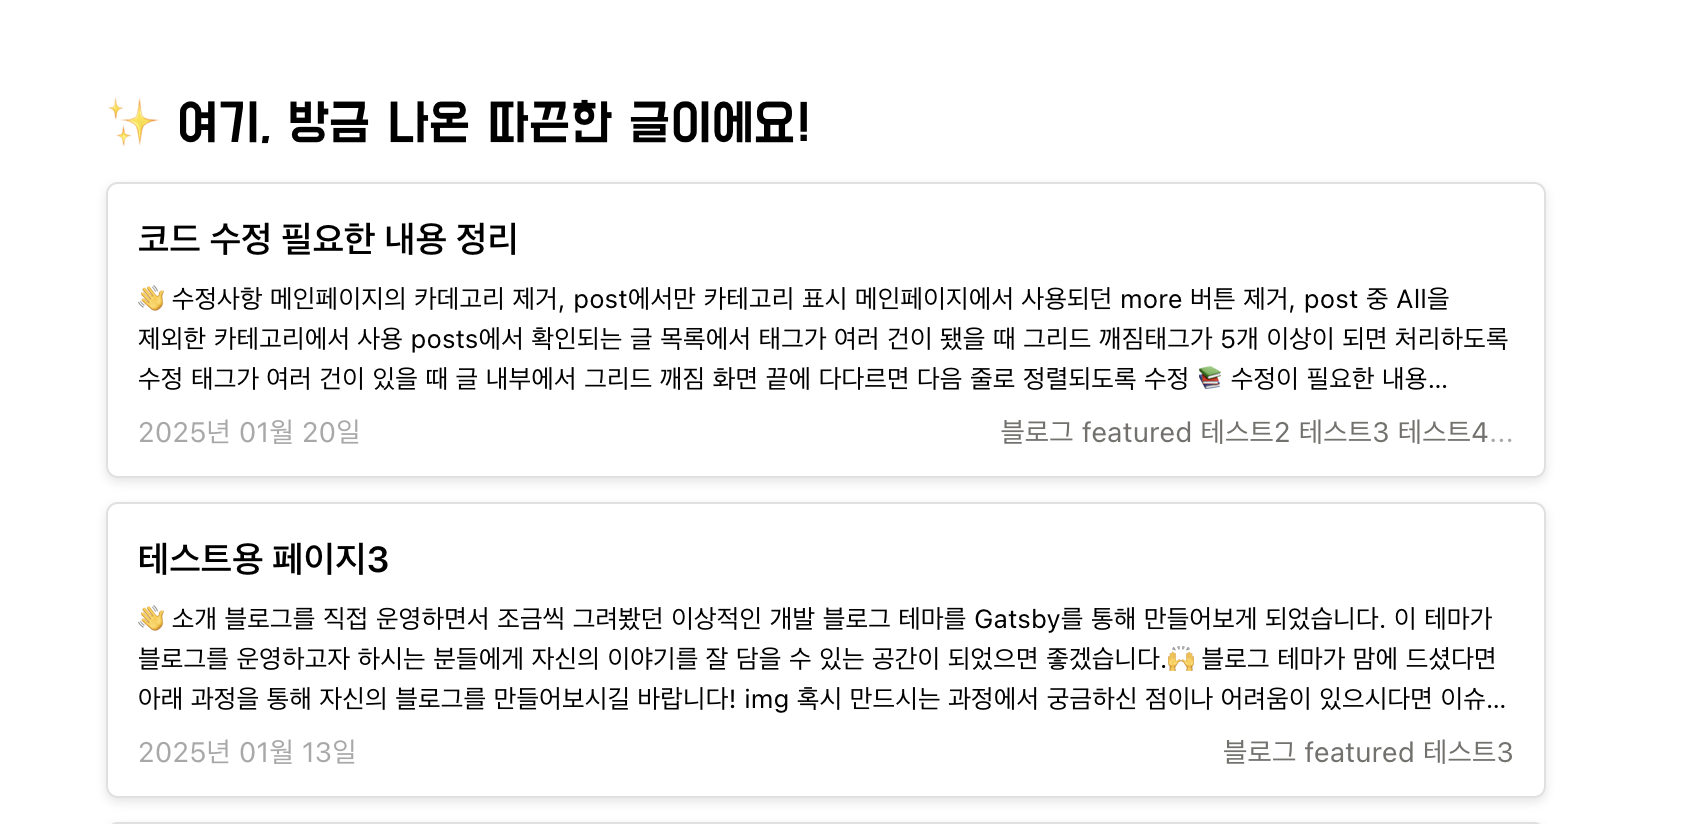 ✨ 여기, 방금 나온 따끈한 글이에요!
코드 수정 필요한 내용 정리
👋 수정사항 메인페이지의 카데고리 제거, post에서만 카테고리 표시 메인페이지에서 사용되던 more 버튼 제거, post 중 All을
제외한 카테고리에서 사용 posts에서 확인되는 글 목록에서 태그가 여러 건이 됐을 때 그리드 깨짐태그가 5개 이상이 되면 처리하도록
수정 태그가 여러 건이 있을 때 글 내부에서 그리드 깨짐 화면 끝에 다다르면 다음 줄로 정렬되도록 수정 📚 수정이 필요한 내용...
2025년 01월 20일
블로그 featured 테스트2 테스트3 테스트4...
테스트용 페이지3
👋 소개 블로그를 직접 운영하면서 조금씩 그려봤던 이상적인 개발 블로그 테마를 Gatsby를 통해 만들어보게 되었습니다. 이 테마가
블로그를 운영하고자 하시는 분들에게 자신의 이야기를 잘 담을 수 있는 공간이 되었으면 좋겠습니다.🙌 블로그 테마가 맘에 드셨다면
아래 과정을 통해 자신의 블로그를 만들어보시길 바랍니다! img 혹시 만드시는 과정에서 궁금하신 점이나 어려움이 있으시다면 이슈...
2025년 01월 13일
블로그 featured 테스트3